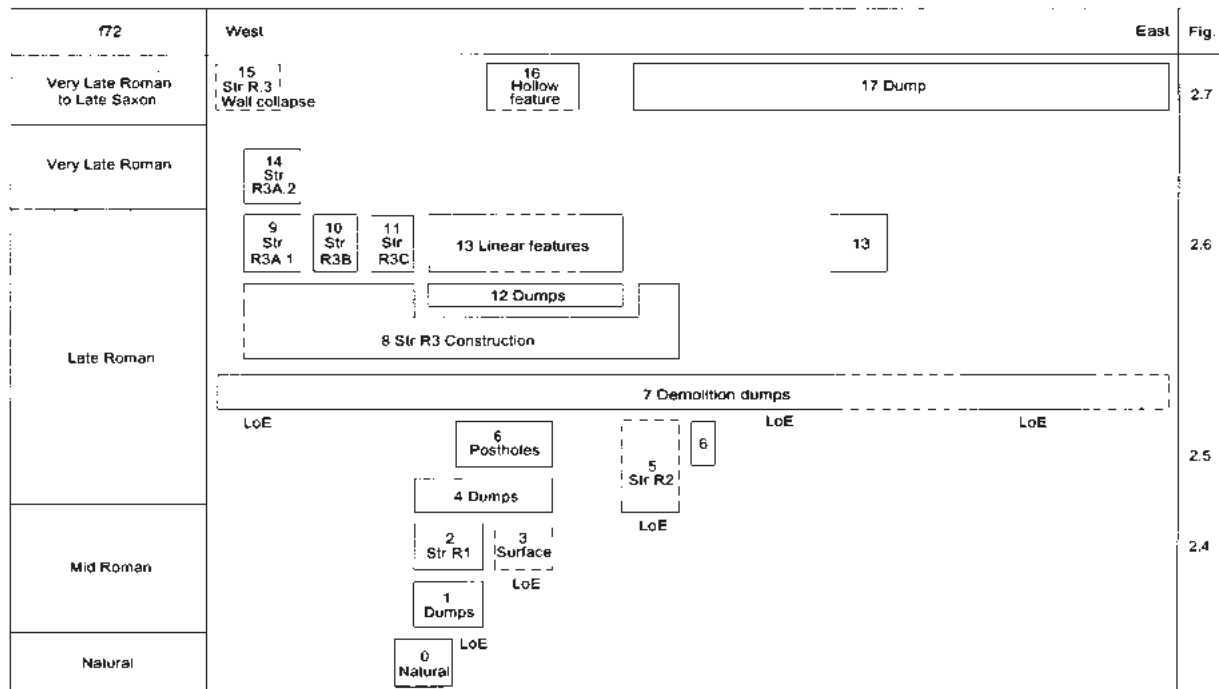 f72 West East Fig.
Very Late Roman
to Late Saxon
15
Str R.3
Wall collapse
16
Hollow
feature
17 Dump
2.7
Very Late Roman
14
Str
R3A.2
9
Str
R3A 1
10
Str
R3B
11
Str
R3C
13 Linear features
13
2.6
12 Dumps
8 Str R3 Construction
Late Roman
7 Demolition dumps
LoE LoE LoE
6
Postholes
5
Str R2
6
2.5
4 Dumps
LoE
2
Str R1
3
Surface
2.4
Mid Roman
LoE
1
Dumps
LoE
Natural
0
Natural